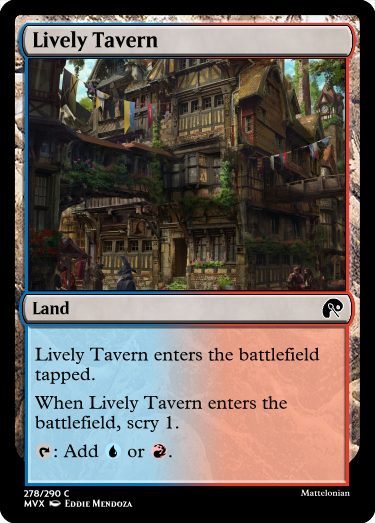 Lively Tavern
Land
Lively Tavern enters the battlefield
tapped.
When Lively Tavern enters the
battlefield, scry 1.
: Add or .
278/290 C
Mattelonian
MVX Eddie Mendoza